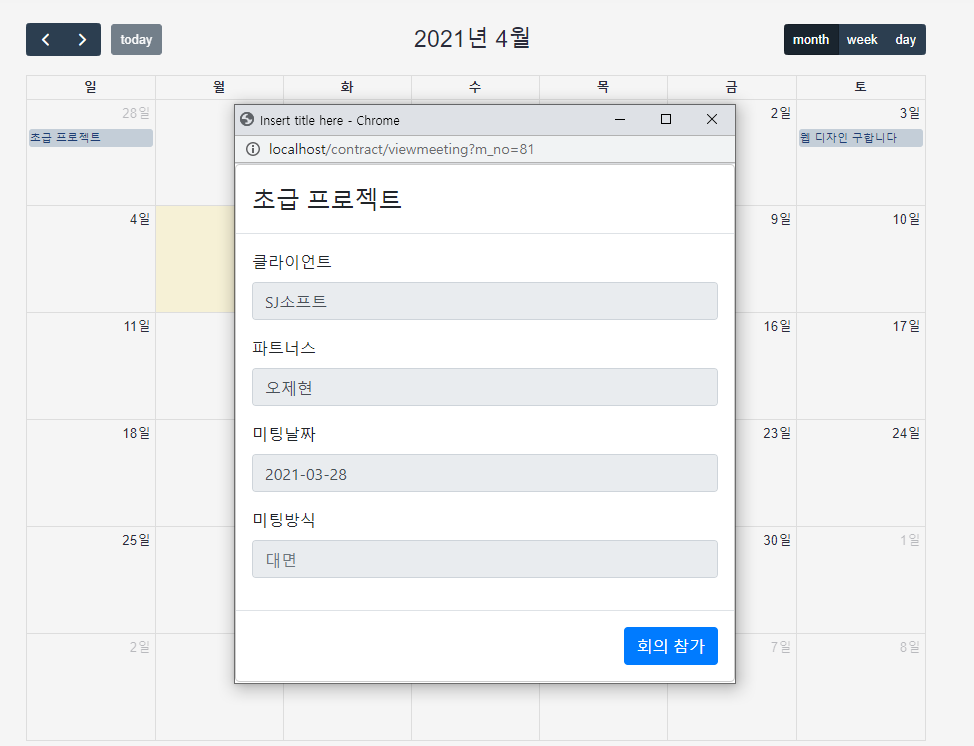 today
2021년 4월
month week day
일 월 화 수 목 금 토
28일 2일 3일
초급 프로젝트 웹 디자인 구합니다
4일 9일 10일
11일 16일 17일
18일 23일 24일
25일 30일 1일
2일 7일 8일
Insert title here - Chrome
localhost/contract/viewmeeting?m_no=81
초급 프로젝트
클라이언트
SJ소프트
파트너스
오제현
미팅날짜
2021-03-28
미팅방식
대면
회의 참가